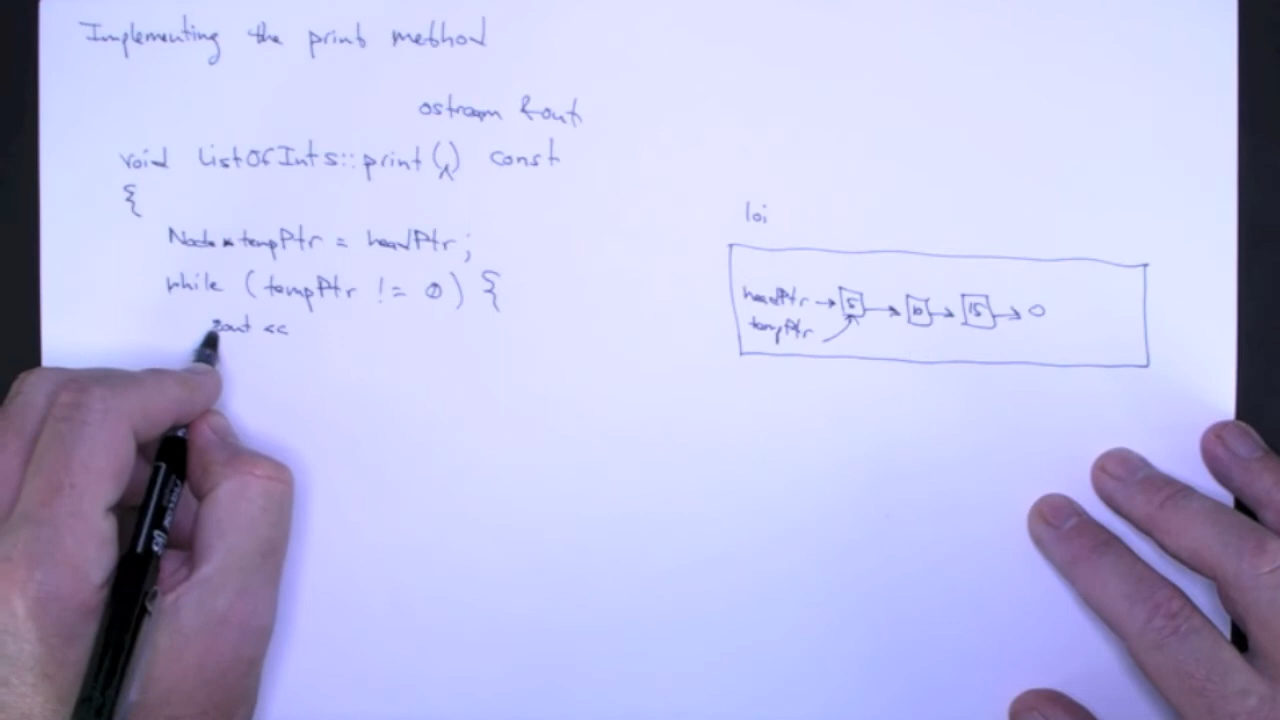 Implementing the print method
ostream &out
void ListOfInts::print() const
{
Node * tempPtr = headPtr;
while (tempPtr != 0) {
out <<
loi
headPtr → 5 → 10 → 15 → 0
tempPtr